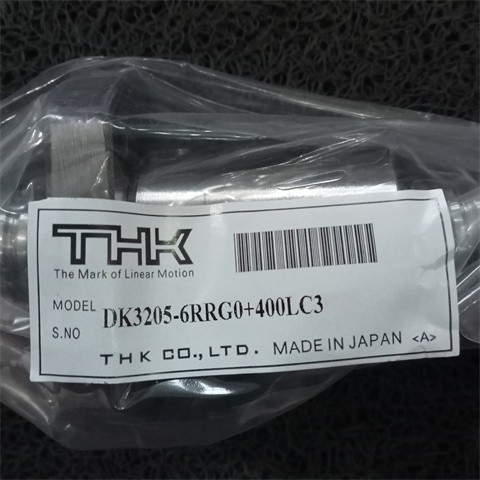 THK
The Mark of Linear Motion
MODEL DK3205-6RRG0+400LC3
S.NO
THK CO., LTD. MADE IN JAPAN <A>